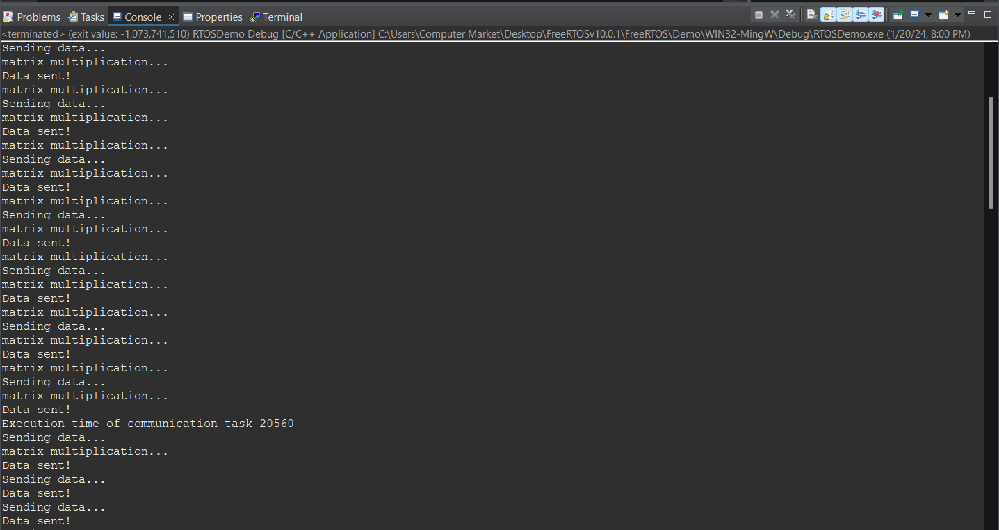 Problems Tasks Console Properties Terminal
<terminated> (exit value: -1,073,741,510) RTOSDemo Debug [C/C++ Application] C:\Users\Computer Market\Desktop\FreeRTOSv10.0.1\FreeRTOS\Demo\WIN32-MingW\Debug\RTOSDemo.exe (1/20/24, 8:00 PM)
Sending data...
matrix multiplication...
Data sent!
matrix multiplication...
Sending data...
matrix multiplication...
Data sent!
matrix multiplication...
Sending data...
matrix multiplication...
Data sent!
matrix multiplication...
Sending data...
matrix multiplication...
Data sent!
matrix multiplication...
Sending data...
matrix multiplication...
Data sent!
matrix multiplication...
Sending data...
matrix multiplication...
Data sent!
matrix multiplication...
Sending data...
matrix multiplication...
Data sent!
Execution time of communication task 20560
Sending data...
matrix multiplication...
Data sent!
Sending data...
Data sent!
Sending data...
Data sent!